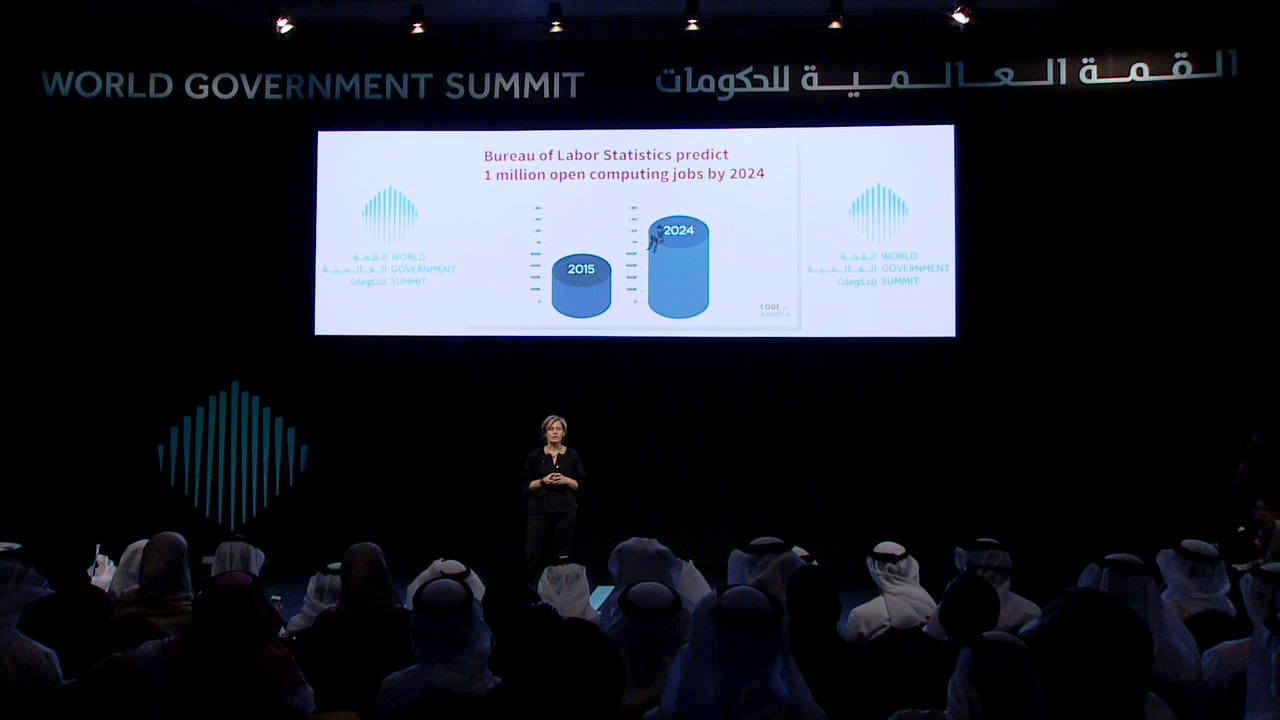 WORLD GOVERNMENT SUMMIT
القمة العالمية للحكومات
Bureau of Labor Statistics predict
1 million open computing jobs by 2024
2015
2024
القمة WORLD
العالمية GOVERNMENT
للحكومات SUMMIT
القمة WORLD
العالمية GOVERNMENT
للحكومات SUMMIT
CODE for
AMERICA